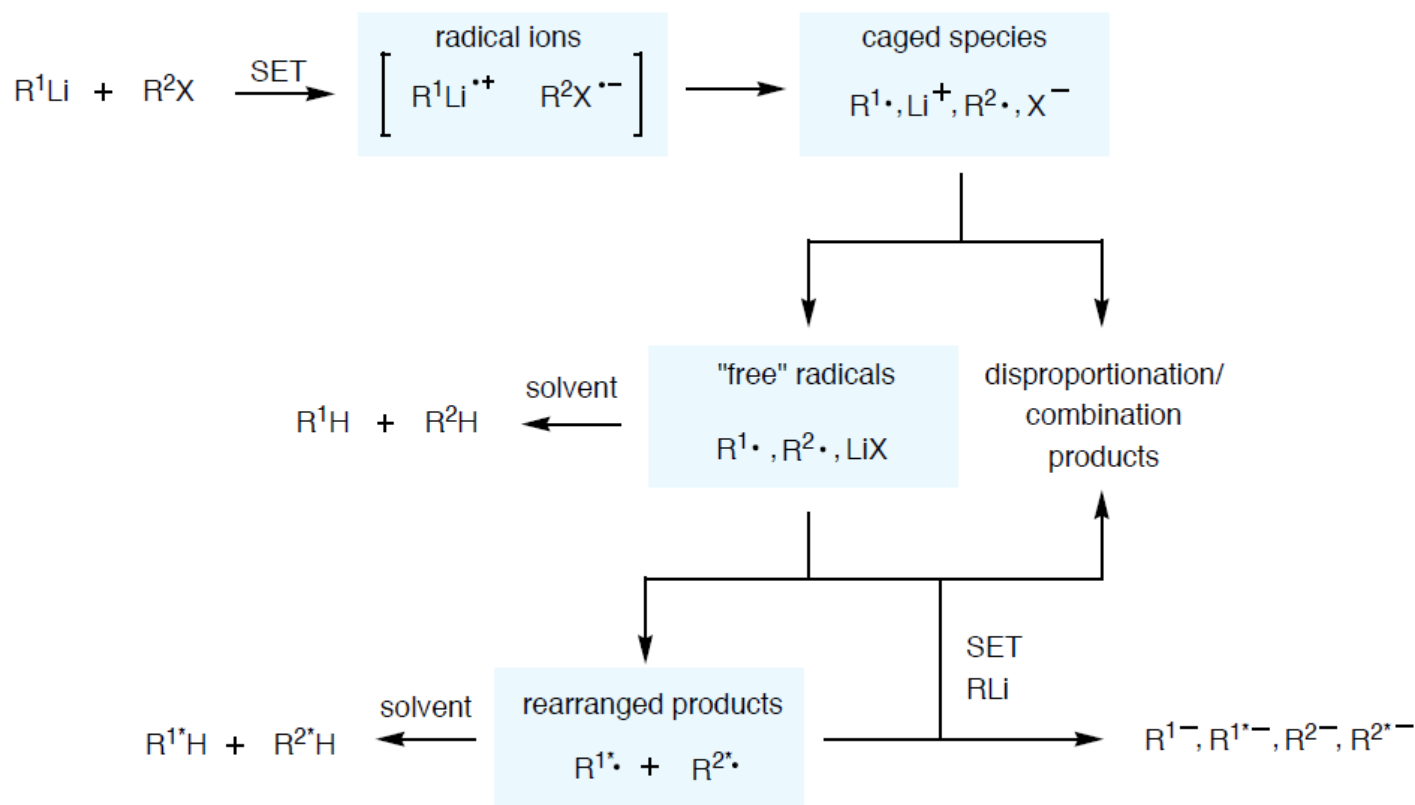 radical ions
caged species
R¹Li + R²X
SET
[ R¹Li•+ R²X•− ]
R¹•, Li+, R²•, X−
"free" radicals
R¹•, R²•, LiX
solvent
R¹H + R²H
disproportionation/
combination
products
SET
RLi
rearranged products
R¹*• + R²*•
solvent
R¹*H + R²*H
R¹−, R¹*−, R²−, R²*−